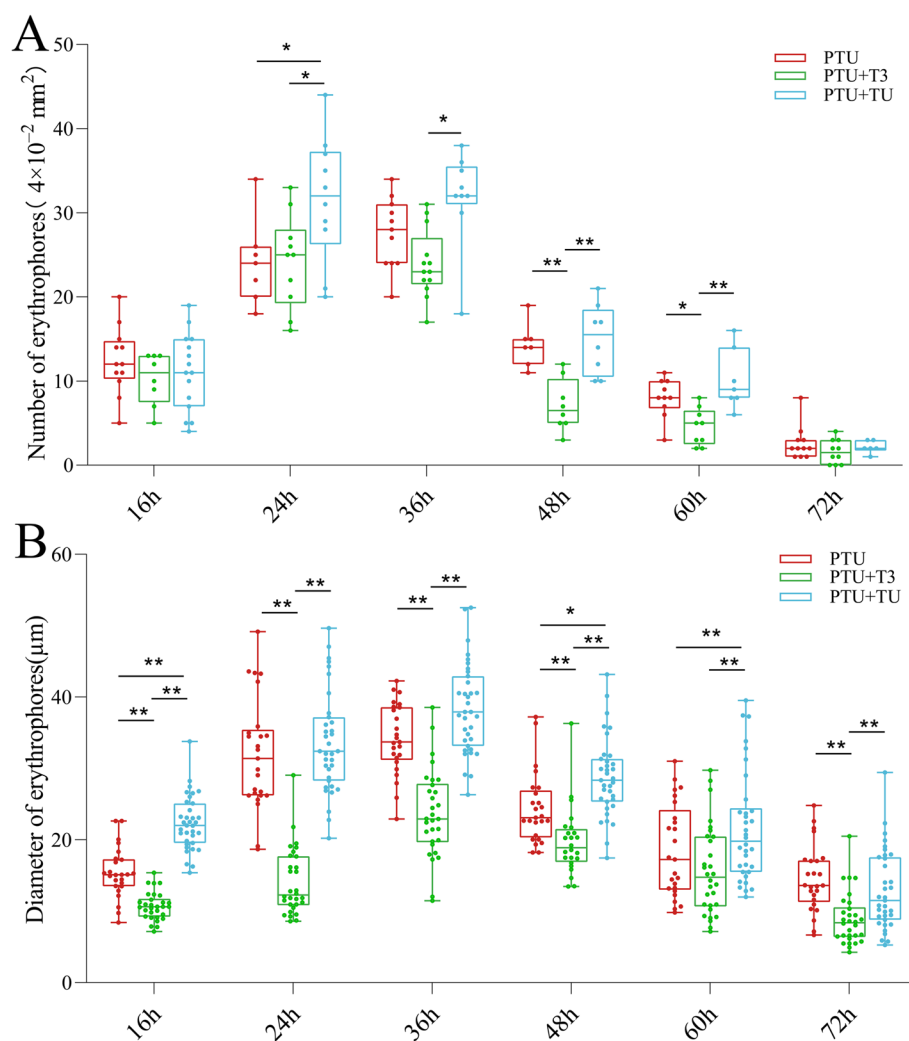 A
Number of erythrophores( 4×10⁻² mm²)
50
40
30
20
10
0
PTU
PTU+T3
PTU+TU
*
*
*
**
**
*
**
16h
24h
36h
48h
60h
72h
B
Diameter of erythrophores(μm)
60
40
20
0
PTU
PTU+T3
PTU+TU
**
**
**
**
**
**
**
*
**
**
**
**
**
**
16h
24h
36h
48h
60h
72h